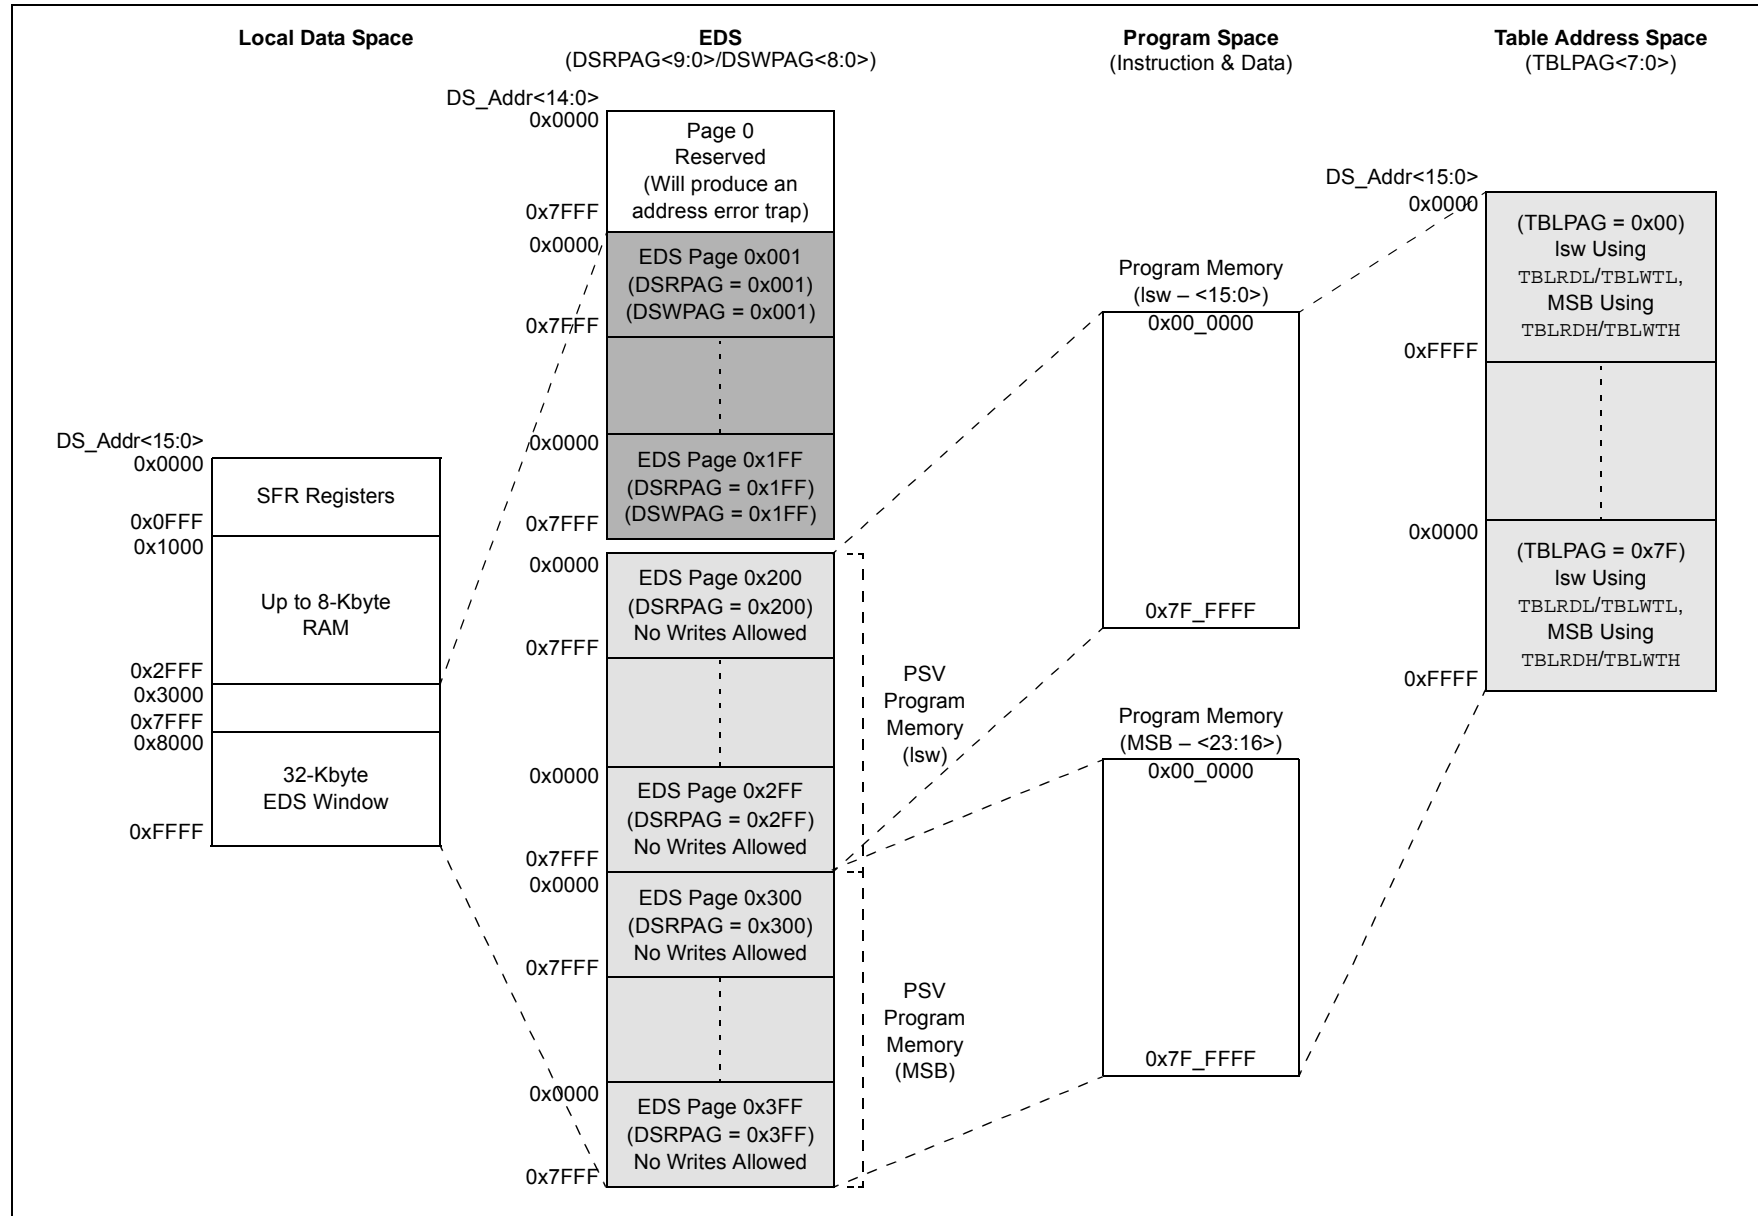 Local Data Space
EDS
(DSRPAG<9:0>/DSWPAG<8:0>)
Program Space
(Instruction & Data)
Table Address Space
(TBLPAG<7:0>)
DS_Addr<15:0>
0x0000
SFR Registers
0x0FFF
0x1000
Up to 8-Kbyte
RAM
0x2FFF
0x3000
0x7FFF
0x8000
32-Kbyte
EDS Window
0xFFFF
DS_Addr<14:0>
0x0000
Page 0
Reserved
(Will produce an
address error trap)
0x7FFF
0x0000
EDS Page 0x001
(DSRPAG = 0x001)
(DSWPAG = 0x001)
0x7FFF
0x0000
EDS Page 0x1FF
(DSRPAG = 0x1FF)
(DSWPAG = 0x1FF)
0x7FFF
0x0000
EDS Page 0x200
(DSRPAG = 0x200)
No Writes Allowed
0x7FFF
PSV
Program
Memory
(lsw)
0x0000
EDS Page 0x2FF
(DSRPAG = 0x2FF)
No Writes Allowed
0x7FFF
0x0000
EDS Page 0x300
(DSRPAG = 0x300)
No Writes Allowed
0x7FFF
PSV
Program
Memory
(MSB)
0x0000
EDS Page 0x3FF
(DSRPAG = 0x3FF)
No Writes Allowed
0x7FFF
Program Memory
(lsw – <15:0>)
0x00_0000
0x7F_FFFF
Program Memory
(MSB – <23:16>)
0x00_0000
0x7F_FFFF
DS_Addr<15:0>
0x0000
(TBLPAG = 0x00)
lsw Using
TBLRDL/TBLWTL,
MSB Using
TBLRDH/TBLWTH
0xFFFF
0x0000
(TBLPAG = 0x7F)
lsw Using
TBLRDL/TBLWTL,
MSB Using
TBLRDH/TBLWTH
0xFFFF